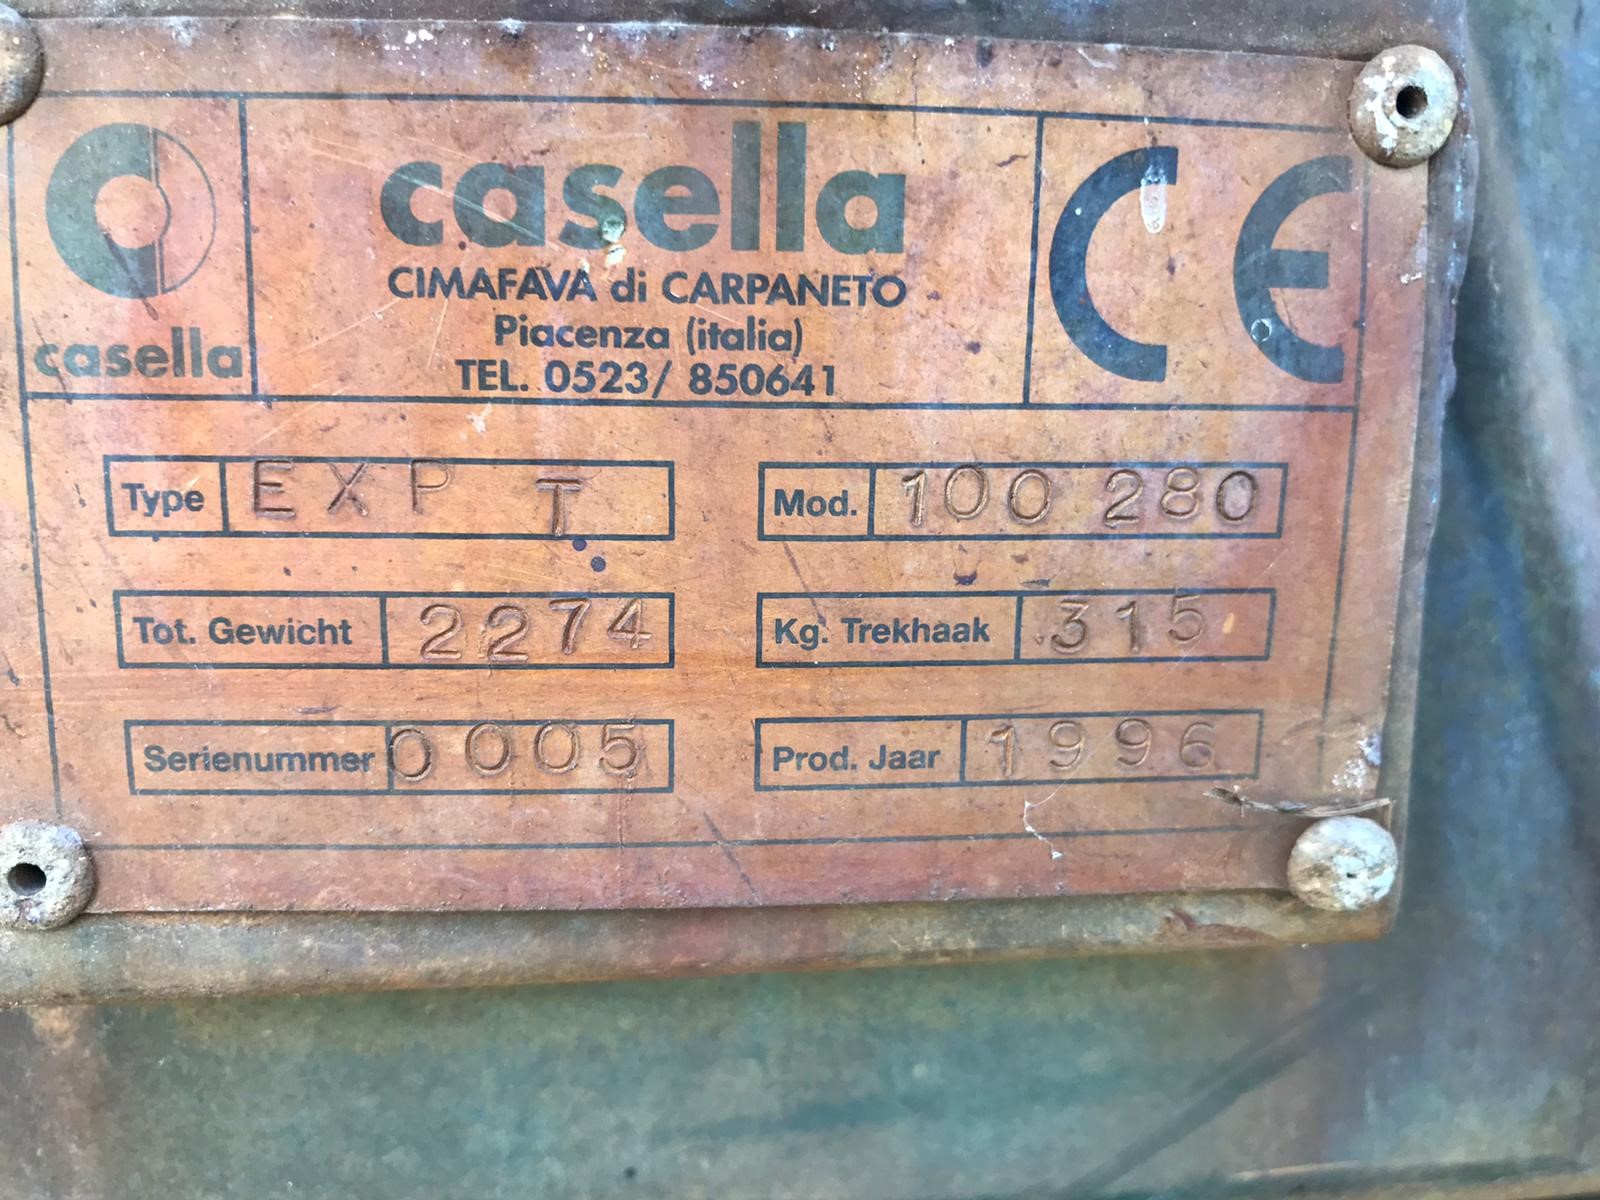 casella
casella
CIMAFAVA di CARPANETO
Piacenza (italia)
TEL. 0523/ 850641
CE
Type EXP T
Mod. 100 280
Tot. Gewicht 2274
Kg. Trekhaak 315
Serienummer 0005
Prod. Jaar 1996